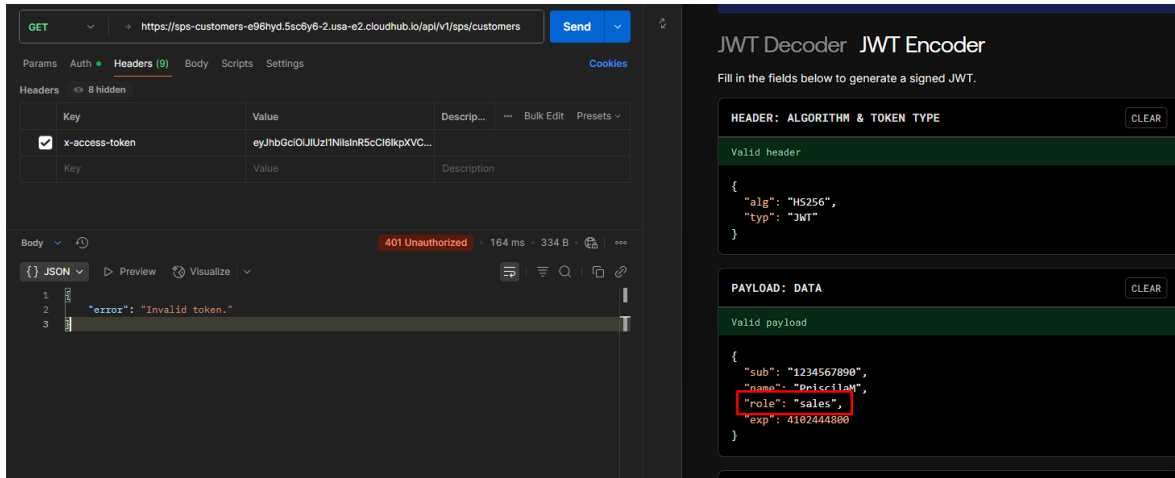 GET https://sps-customers-e96hyd.5sc6y6-2.usa-e2.cloudhub.io/api/v1/sps/customers Send
Params Auth Headers (9) Body Scripts Settings Cookies
Headers 8 hidden
Key Value Descrip... Bulk Edit Presets
x-access-token eyJhbGciOiJIUzI1NiIsInR5cCI6IkpXVC...
Key Value Description
Body 401 Unauthorized 164 ms 334 B
{} JSON Preview Visualize
1 {
2 "error": "Invalid token."
3 }
JWT Decoder JWT Encoder
Fill in the fields below to generate a signed JWT.
HEADER: ALGORITHM & TOKEN TYPE CLEAR
Valid header
{
"alg": "HS256",
"typ": "JWT"
}
PAYLOAD: DATA CLEAR
Valid payload
{
"sub": "1234567890",
"name": "PriscilaM",
"role": "sales",
"exp": 4102444800
}